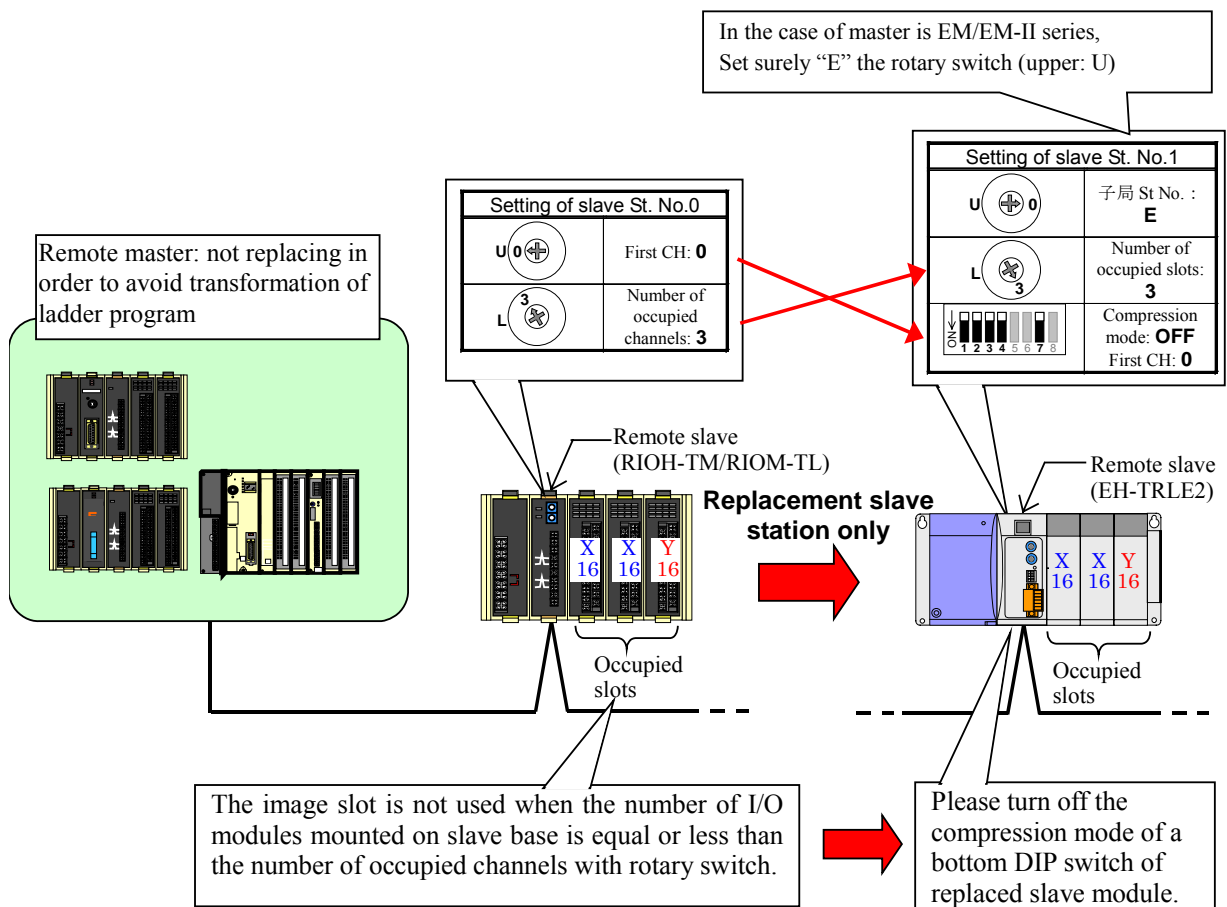 In the case of master is EM/EM-II series,
Set surely “E” the rotary switch (upper: U)
Setting of slave St. No.0
U 0
First CH: 0
3
L
Number of
occupied
channels: 3
Setting of slave St. No.1
U 0
子局 St No. :
E
L
3
Number of
occupied slots:
3
ON
1 2 3 4 5 6 7 8
Compression
mode: OFF
First CH: 0
Remote master: not replacing in
order to avoid transformation of
ladder program
Remote slave
(RIOH-TM/RIOM-TL)
X X Y
16 16 16
Occupied
slots
Replacement slave
station only
Remote slave
(EH-TRLE2)
X X Y
16 16 16
Occupied
slots
The image slot is not used when the number of I/O
modules mounted on slave base is equal or less than
the number of occupied channels with rotary switch.
Please turn off the
compression mode of a
bottom DIP switch of
replaced slave module.